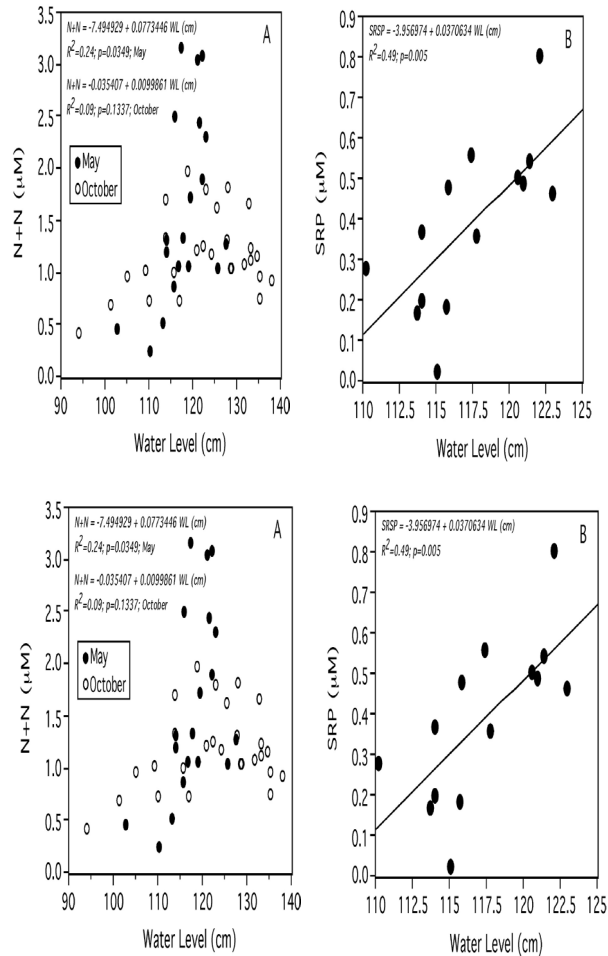 A
N+N = -7.494929 + 0.0773446 WL (cm)
R2=0.24; p=0.0349; May
N+N = -0.035407 + 0.0099861 WL (cm)
R2=0.09; p=0.1337; October
May
October
3.5
3.0
2.5
2.0
1.5
1.0
0.5
0.0
N+N (μM)
90 100 110 120 130 140
Water Level (cm)
B
SRSP = -3.956974 + 0.0370634 WL (cm)
R2=0.49; p=0.005
0.9
0.8
0.7
0.6
0.5
0.4
0.3
0.2
0.1
0.0
SRP (μM)
110 112.5 115 117.5 120 122.5 125
Water Level (cm)
A
N+N = -7.494929 + 0.0773446 WL (cm)
R2=0.24; p=0.0349; May
N+N = -0.035407 + 0.0099861 WL (cm)
R2=0.09; p=0.1337; October
May
October
3.5
3.0
2.5
2.0
1.5
1.0
0.5
0.0
N+N (μM)
90 100 110 120 130 140
Water Level (cm)
B
SRSP = -3.956974 + 0.0370634 WL (cm)
R2=0.49; p=0.005
0.9
0.8
0.7
0.6
0.5
0.4
0.3
0.2
0.1
0.0
SRP (μM)
110 112.5 115 117.5 120 122.5 125
Water Level (cm)